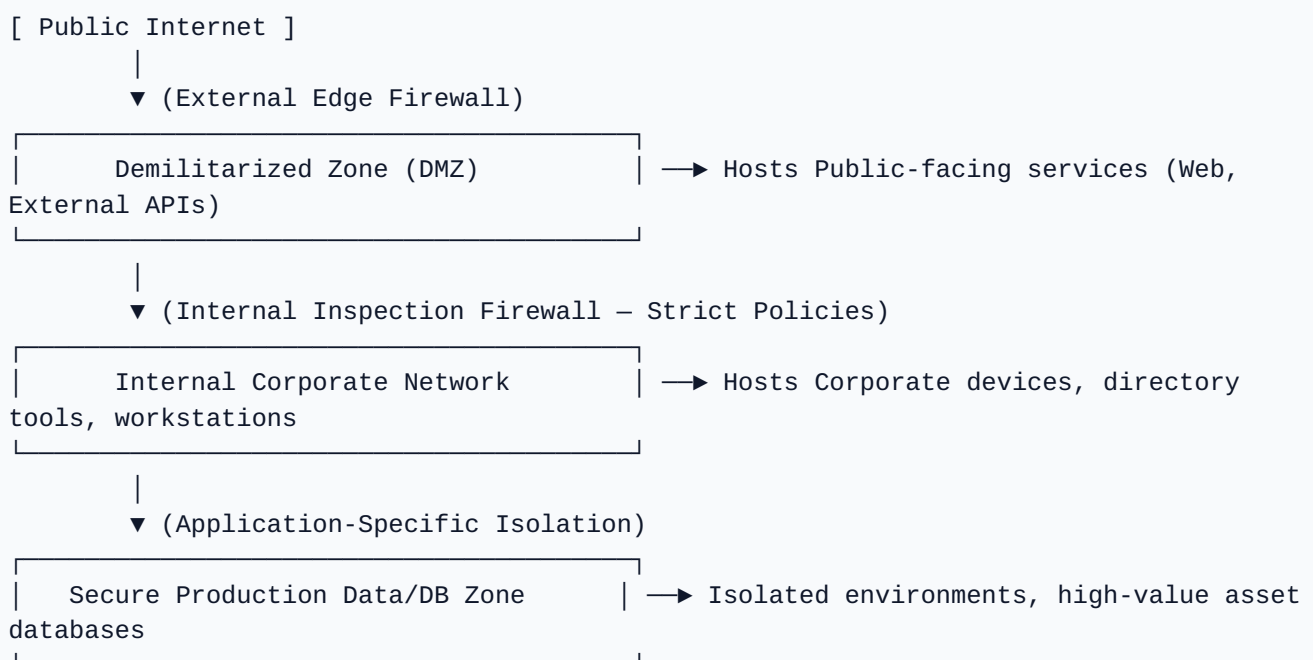 [ Public Internet ]
│
▼ (External Edge Firewall)
┌─────────────────────────────────────────┐
│      Demilitarized Zone (DMZ)          │ ──► Hosts Public-facing services (Web,
External APIs)
└─────────────────────────────────────────┘
│
▼ (Internal Inspection Firewall — Strict Policies)
┌─────────────────────────────────────────┐
│      Internal Corporate Network        │ ──► Hosts Corporate devices, directory
tools, workstations
└─────────────────────────────────────────┘
│
▼ (Application-Specific Isolation)
┌─────────────────────────────────────────┐
│   Secure Production Data/DB Zone      │ ──► Isolated environments, high-value asset
databases